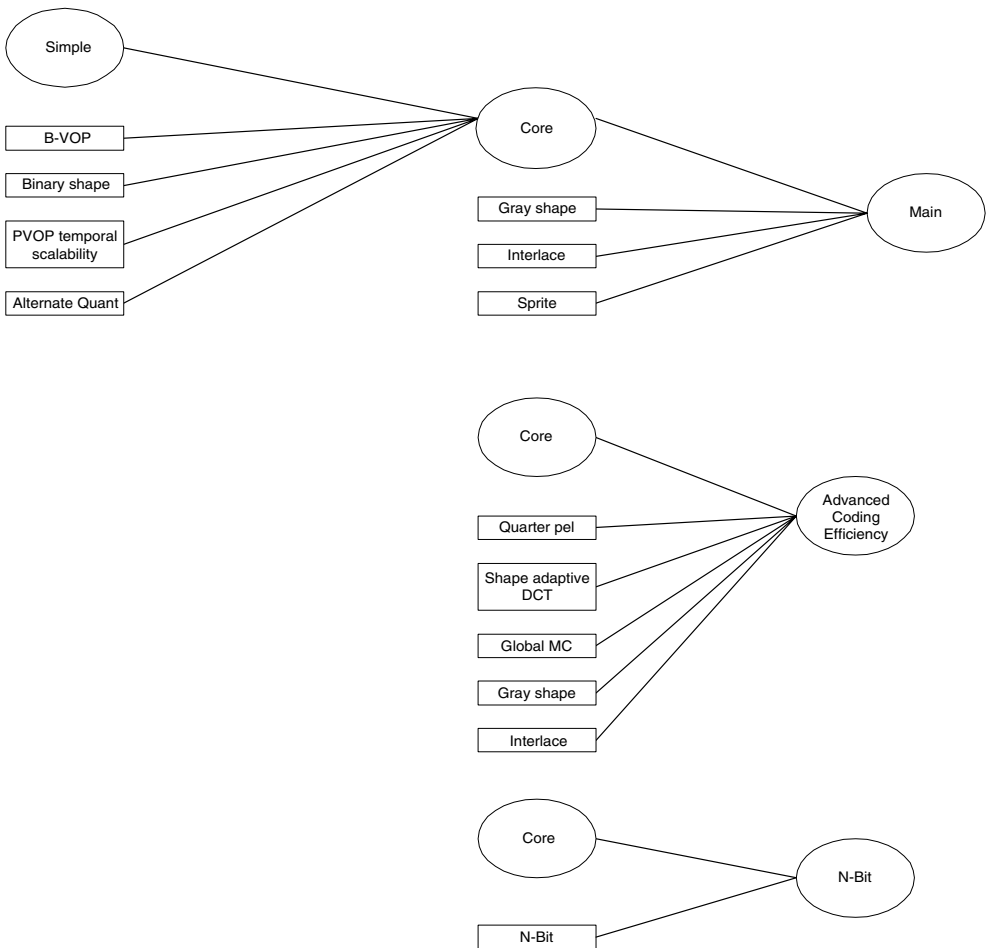 Simple
B-VOP
Binary shape
PVOP temporal
scalability
Alternate Quant
Core
Gray shape
Interlace
Sprite
Main
Core
Quarter pel
Shape adaptive
DCT
Global MC
Gray shape
Interlace
Advanced
Coding
Efficiency
Core
N-Bit
N-Bit